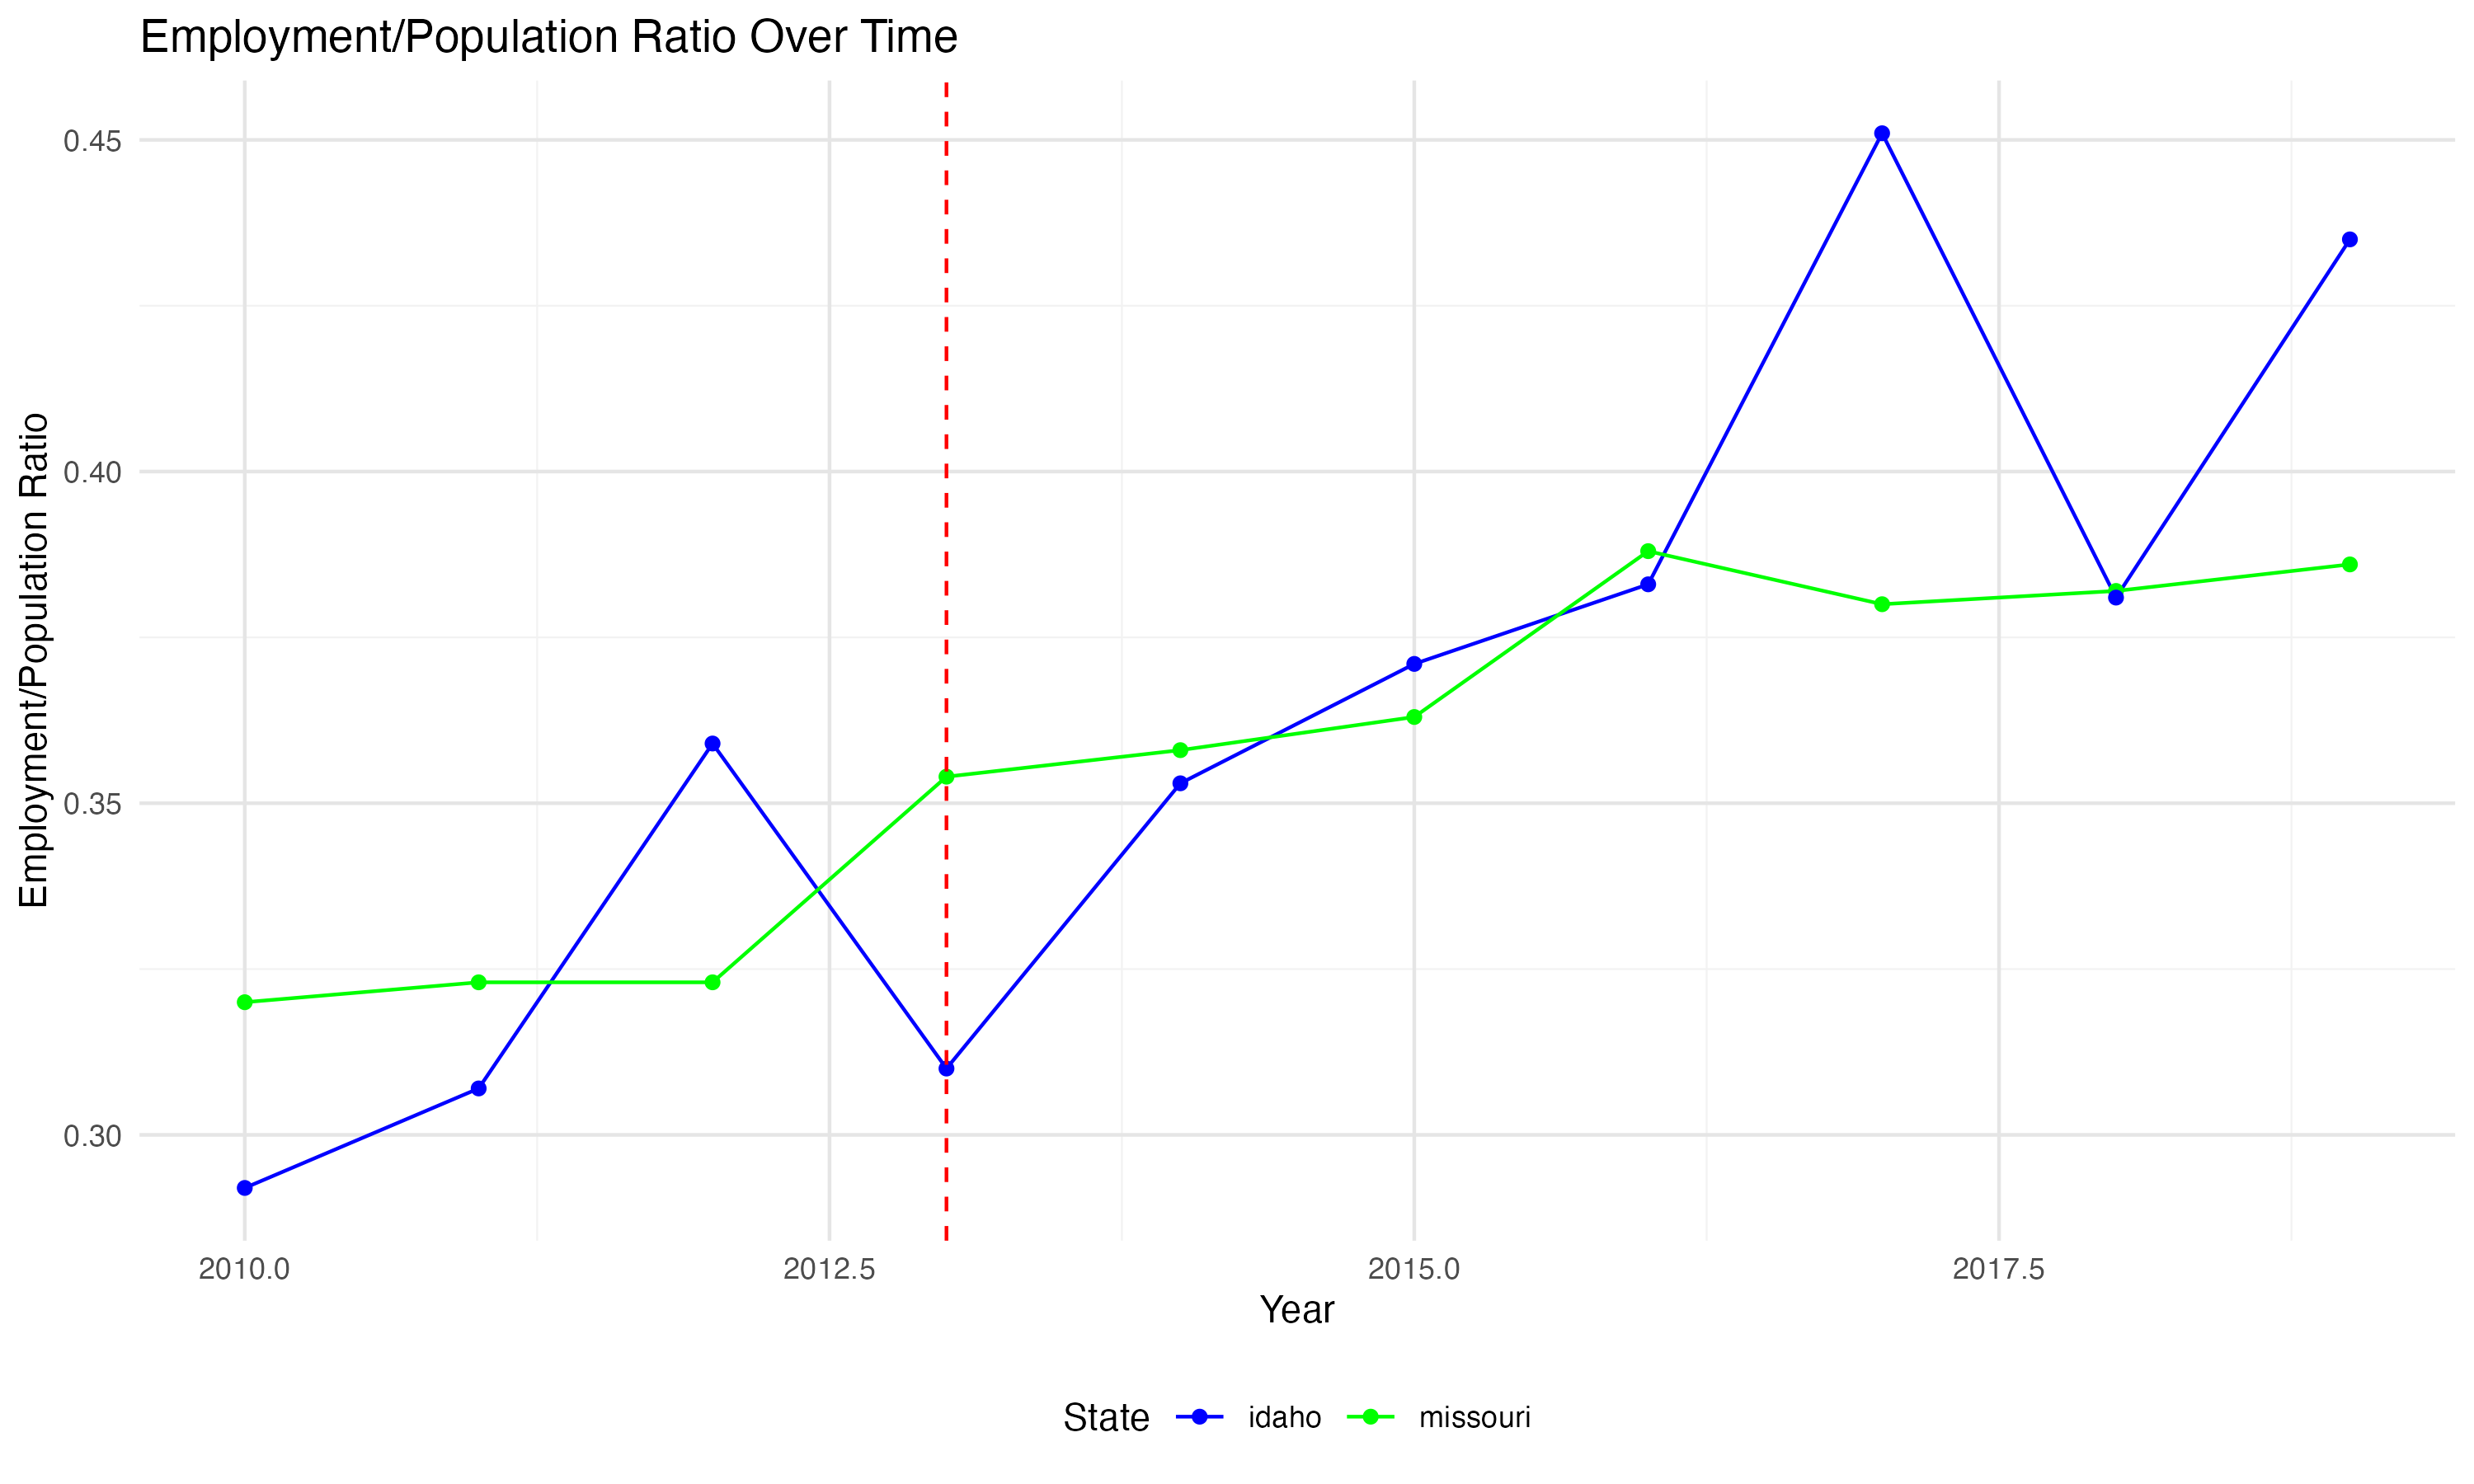 Employment/Population Ratio Over Time
Employment/Population Ratio
0.45
0.40
0.35
0.30
2010.0 2012.5 2015.0 2017.5
Year
State idaho missouri